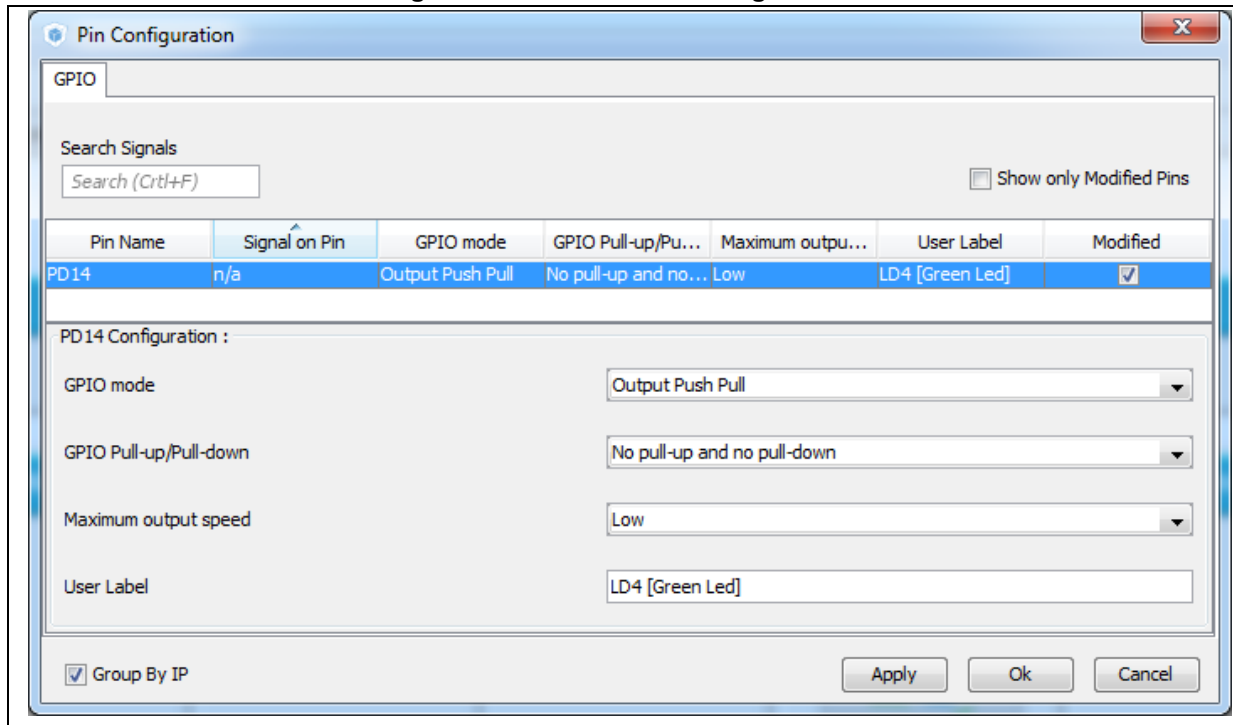 Pin Configuration
GPIO
Search Signals
Search (Crtl+F)
Show only Modified Pins
Pin Name Signal on Pin GPIO mode GPIO Pull-up/Pu... Maximum outpu... User Label Modified
PD14 n/a Output Push Pull No pull-up and no... Low LD4 [Green Led]
PD14 Configuration :
GPIO mode Output Push Pull
GPIO Pull-up/Pull-down No pull-up and no pull-down
Maximum output speed Low
User Label LD4 [Green Led]
Group By IP Apply Ok Cancel